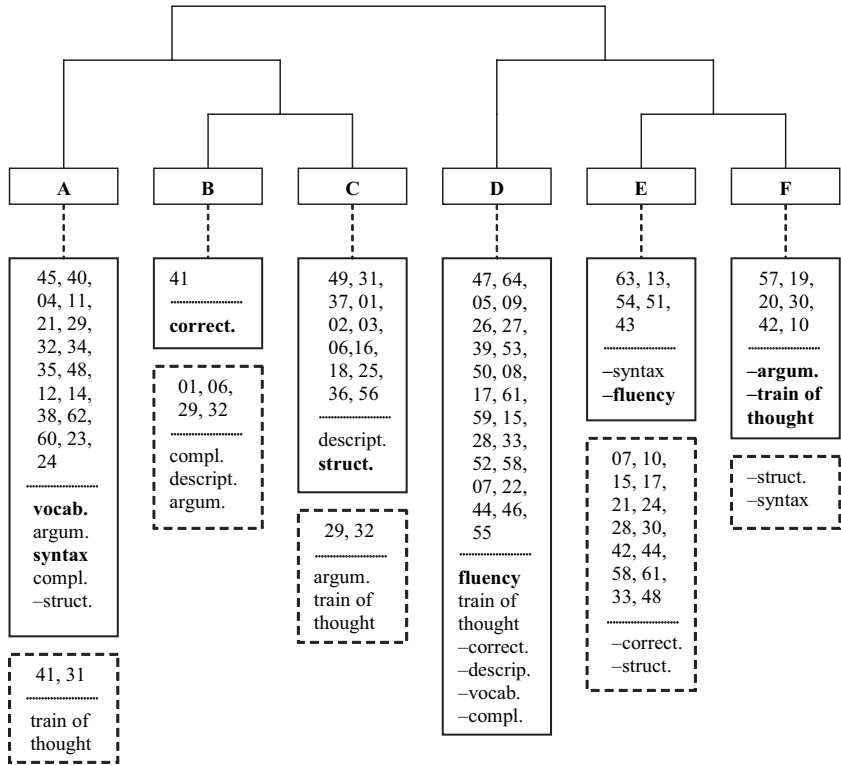 A
B
C
D
E
F
45, 40,
04, 11,
21, 29,
32, 34,
35, 48,
12, 14,
38, 62,
60, 23,
24
vocab.
argum.
syntax
compl.
–struct.
41, 31
train of
thought
41
correct.
01, 06,
29, 32
compl.
descript.
argum.
49, 31,
37, 01,
02, 03,
06,16,
18, 25,
36, 56
descript.
struct.
29, 32
argum.
train of
thought
47, 64,
05, 09,
26, 27,
39, 53,
50, 08,
17, 61,
59, 15,
28, 33,
52, 58,
07, 22,
44, 46,
55
fluency
train of
thought
–correct.
–descrip.
–vocab.
–compl.
63, 13,
54, 51,
43
–syntax
–fluency
07, 10,
15, 17,
21, 24,
28, 30,
42, 44,
58, 61,
33, 48
–correct.
–struct.
57, 19,
20, 30,
42, 10
–argum.
–train of
thought
–struct.
–syntax